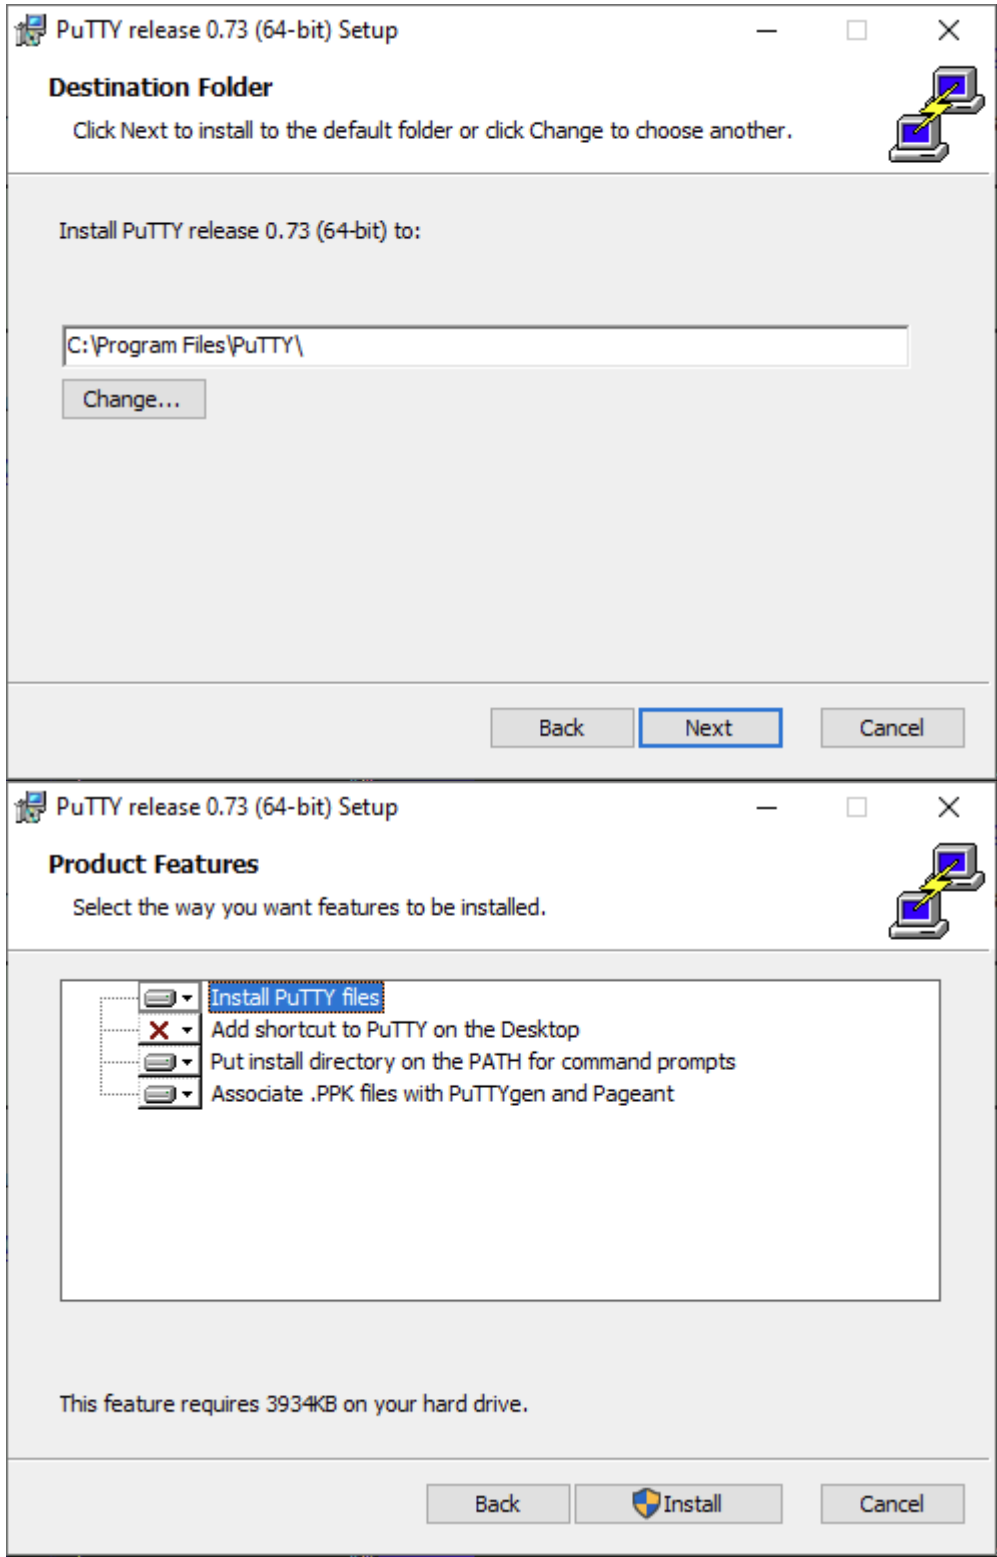 PuTTY release 0.73 (64-bit) Setup
Destination Folder
Click Next to install to the default folder or click Change to choose another.
Install PuTTY release 0.73 (64-bit) to:
C:\Program Files\PuTTY\
Change...
Back Next Cancel
PuTTY release 0.73 (64-bit) Setup
Product Features
Select the way you want features to be installed.
Install PuTTY files
Add shortcut to PuTTY on the Desktop
Put install directory on the PATH for command prompts
Associate .PPK files with PuTTYgen and Pageant
This feature requires 3934KB on your hard drive.
Back Install Cancel